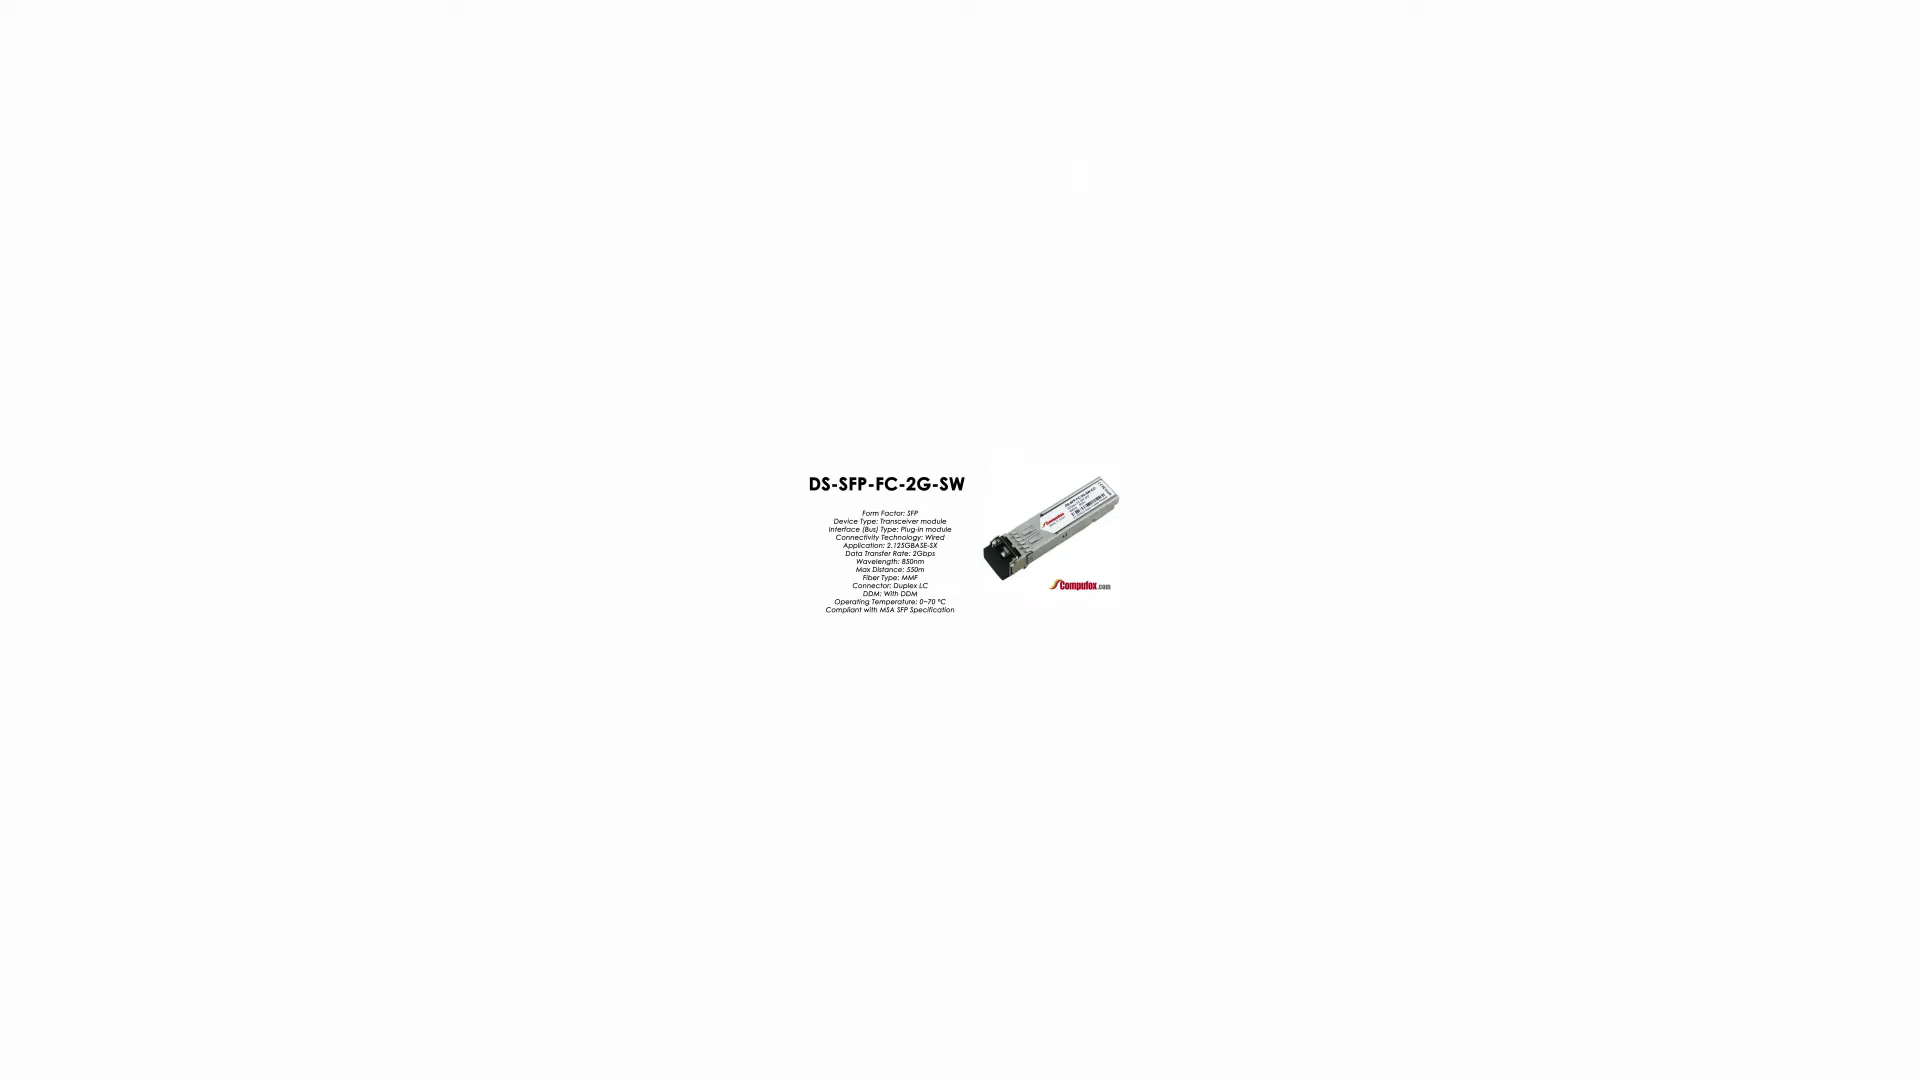 DS-SFP-FC-2G-SW
Form Factor: SFP
Device Type: Transceiver module
Interface (Bus) Type: Plug-in module
Connectivity Technology: Wired
Application: 2.125GBASE-SX
Data Transfer Rate: 2Gbps
Wavelength: 850nm
Max Distance: 550m
Fiber Type: MMF
Connector: Duplex LC
DDM: With DDM
Operating Temperature: 0~70 °C
Compliant with MSA SFP Specification
Compufox
Compufox.com